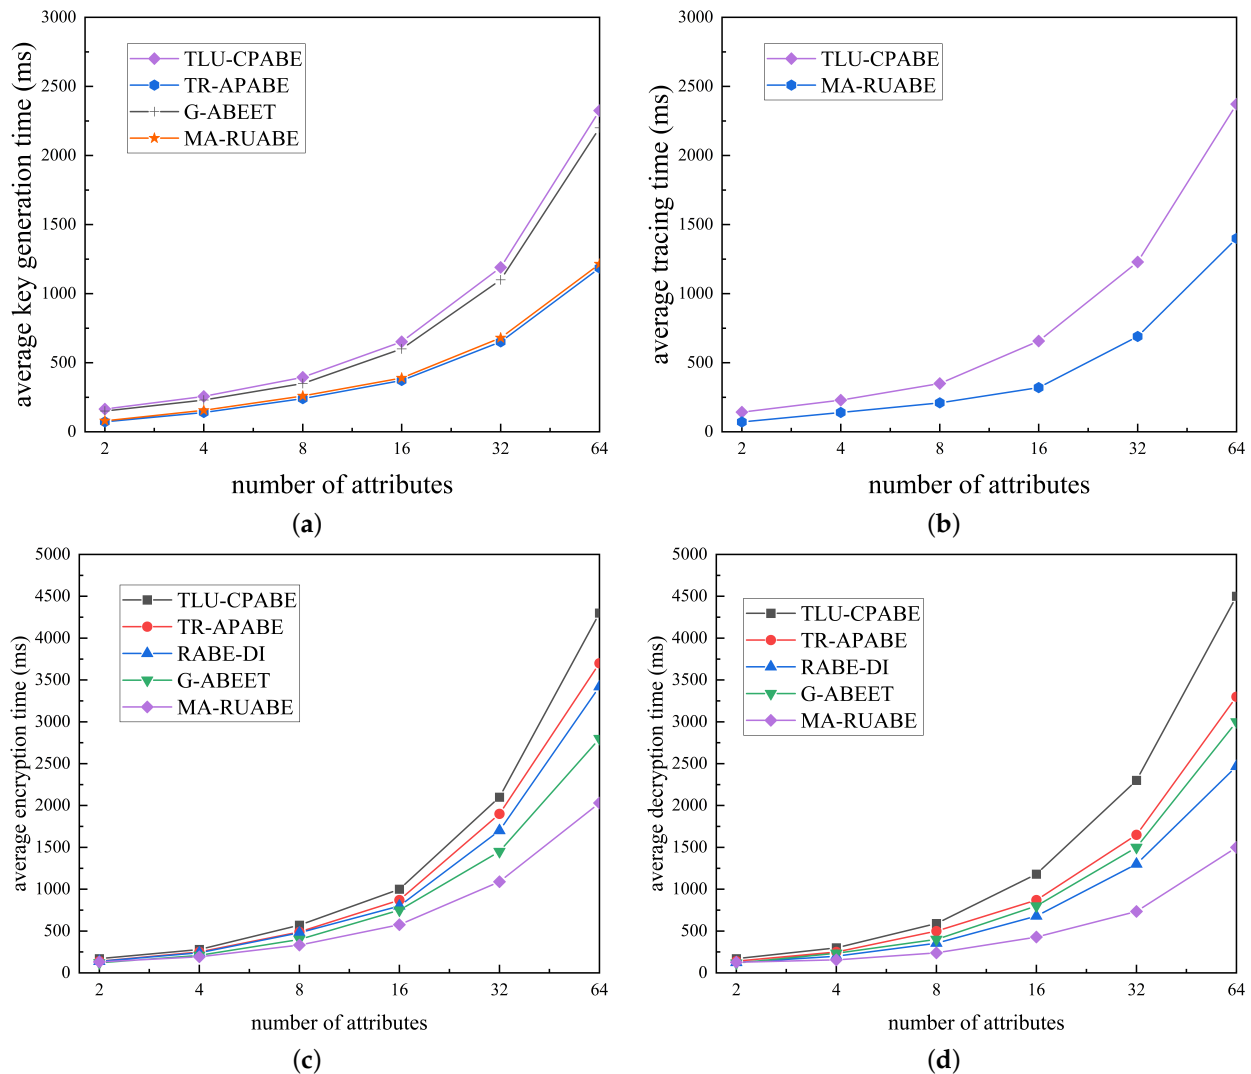 3000
2500
2000
1500
1000
500
0
average key generation time (ms)
TLU-CPABE
TR-APABE
G-ABEET
MA-RUABE
2 4 8 16 32 64
number of attributes
(a)
3000
2500
2000
1500
1000
500
0
average tracing time (ms)
TLU-CPABE
MA-RUABE
2 4 8 16 32 64
number of attributes
(b)
5000
4500
4000
3500
3000
2500
2000
1500
1000
500
0
average encryption time (ms)
TLU-CPABE
TR-APABE
RABE-DI
G-ABEET
MA-RUABE
2 4 8 16 32 64
number of attributes
(c)
5000
4500
4000
3500
3000
2500
2000
1500
1000
500
0
average decryption time (ms)
TLU-CPABE
TR-APABE
RABE-DI
G-ABEET
MA-RUABE
2 4 8 16 32 64
number of attributes
(d)